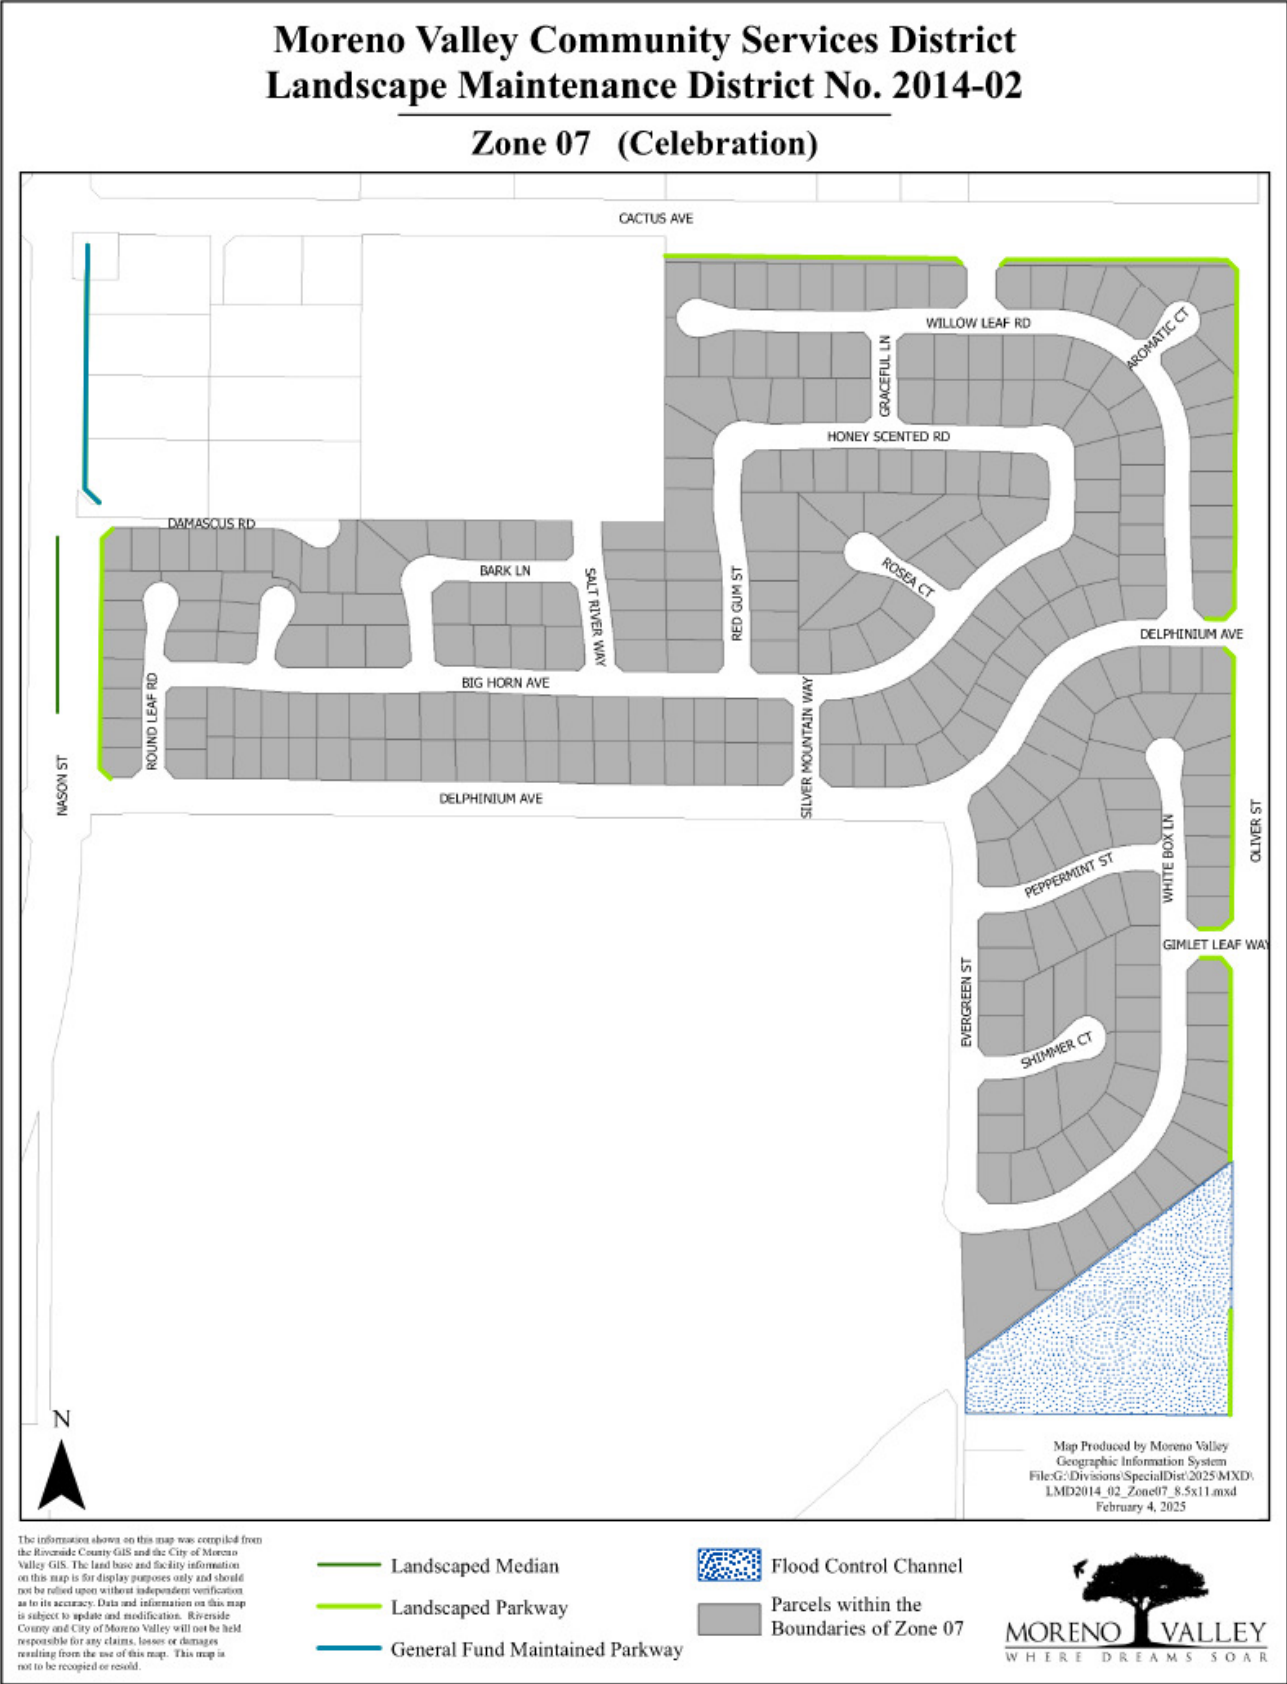 Moreno Valley Community Services District
Landscape Maintenance District No. 2014-02
Zone 07 (Celebration)
CACTUS AVE
WILLOW LEAF RD
AROMATIC CT
GRACEFUL LN
HONEY SCENTED RD
DAMASCUS RD
BARK LN
SALT RIVER WAY
RED GUM ST
ROSEA CT
DELPHINIUM AVE
BIG HORN AVE
ROUND LEAF RD
SILVER MOUNTAIN WAY
NASON ST
DELPHINIUM AVE
OLIVER ST
WHITE BOX LN
PEPPERMINT ST
GIMLET LEAF WAY
EVERGREEN ST
SHIMMER CT
N
Map Produced by Moreno Valley
Geographic Information System
File:G:\Divisions\SpecialDist\2025\MXD\
LMD2014_02_Zone07_8.5x11.mxd
February 4, 2025
The information shown on this map was compiled from
the Riverside County GIS and the City of Moreno
Valley GIS. The land base and facility information
on this map is for display purposes only and should
not be relied upon without independent verification
as to its accuracy. Data and information on this map
is subject to update and modification. Riverside
County and City of Moreno Valley will not be held
responsible for any claims, losses or damages
resulting from the use of this map. This map is
not to be recopied or resold.
Landscaped Median
Landscaped Parkway
General Fund Maintained Parkway
Flood Control Channel
Parcels within the
Boundaries of Zone 07
MORENO VALLEY
WHERE DREAMS SOAR